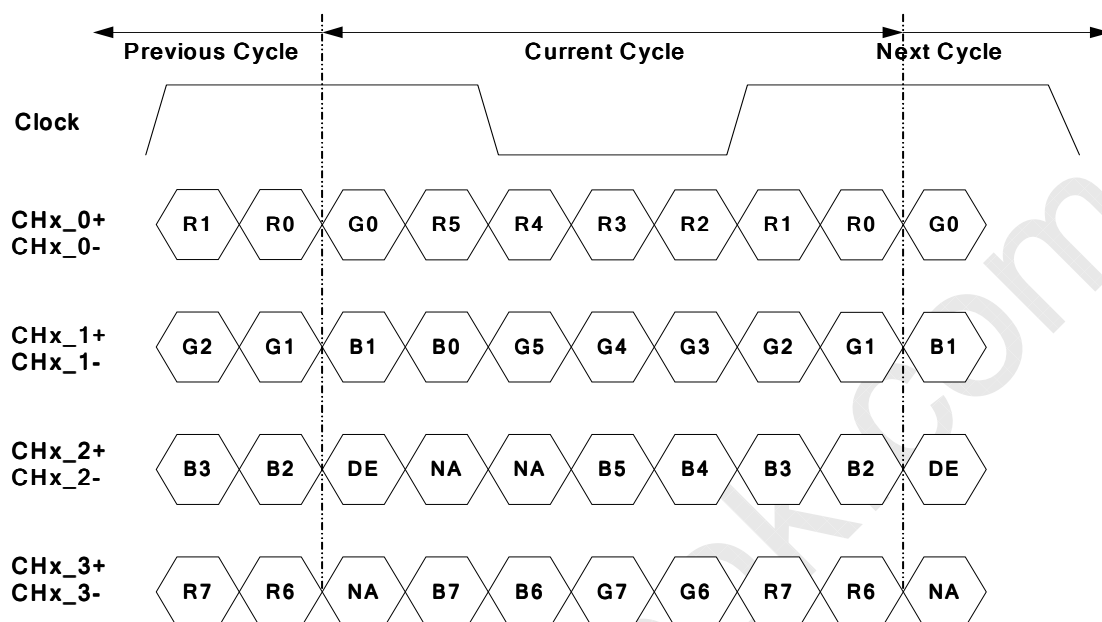 Previous Cycle Current Cycle Next Cycle
Clock
CHx_0+
CHx_0-
R1 R0 G0 R5 R4 R3 R2 R1 R0 G0
CHx_1+
CHx_1-
G2 G1 B1 B0 G5 G4 G3 G2 G1 B1
CHx_2+
CHx_2-
B3 B2 DE NA NA B5 B4 B3 B2 DE
CHx_3+
CHx_3-
R7 R6 NA B7 B6 G7 G6 R7 R6 NA